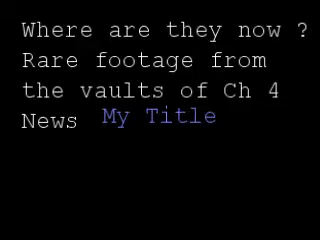 Where are they now ?
Rare footage from
the vaults of Ch 4
News My Title